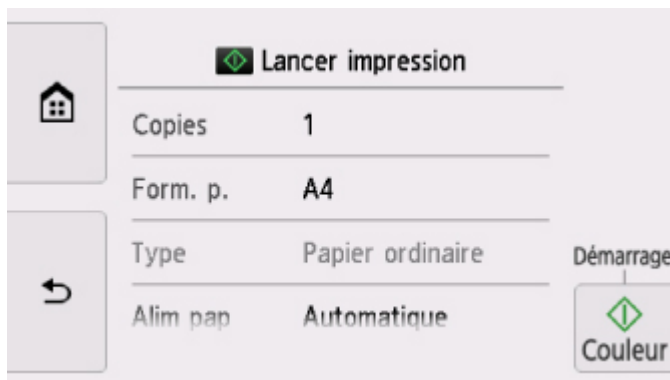 Lancer impression
Copies 1
Form. p. A4
Type Papier ordinaire
Démarrage
Alim pap Automatique
Couleur